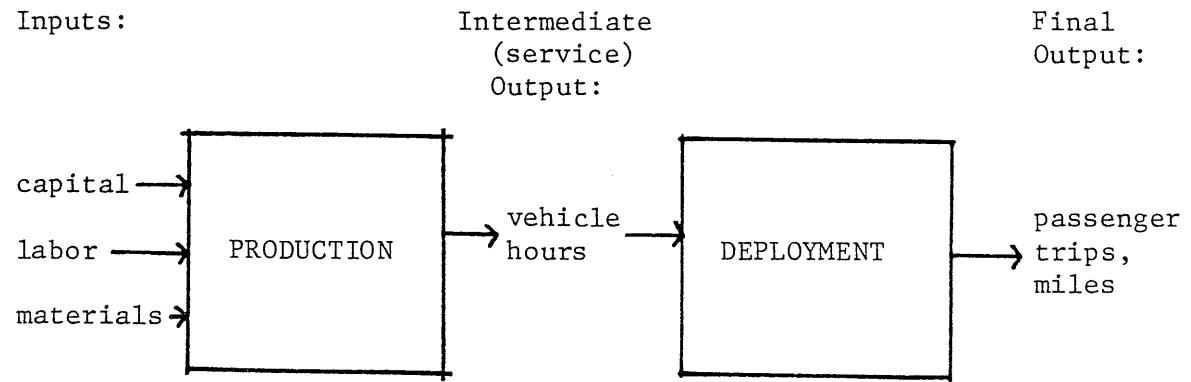 Inputs:
Intermediate
(service)
Output:
Final
Output:
capital
labor
materials
PRODUCTION
vehicle
hours
DEPLOYMENT
passenger
trips,
miles